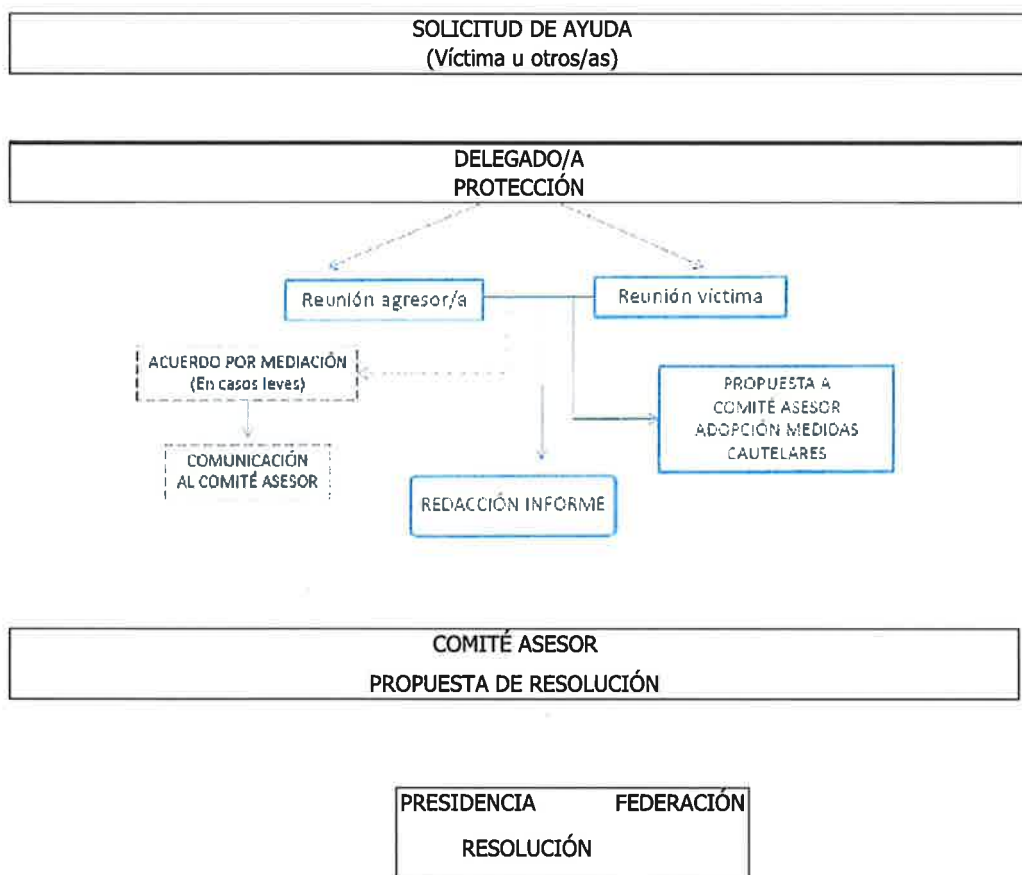 SOLICITUD DE AYUDA
(Víctima u otros/as)
DELEGADO/A
PROTECCIÓN
Reunión agresor/a
Reunión víctima
ACUERDO POR MEDIACIÓN
(En casos leves)
PROPUESTA A
COMITÉ ASESOR
ADOPCIÓN MEDIDAS
CAUTELARES
COMUNICACIÓN
AL COMITÉ ASESOR
REDACCIÓN INFORME
COMITÉ ASESOR
PROPUESTA DE RESOLUCIÓN
PRESIDENCIA FEDERACIÓN
RESOLUCIÓN